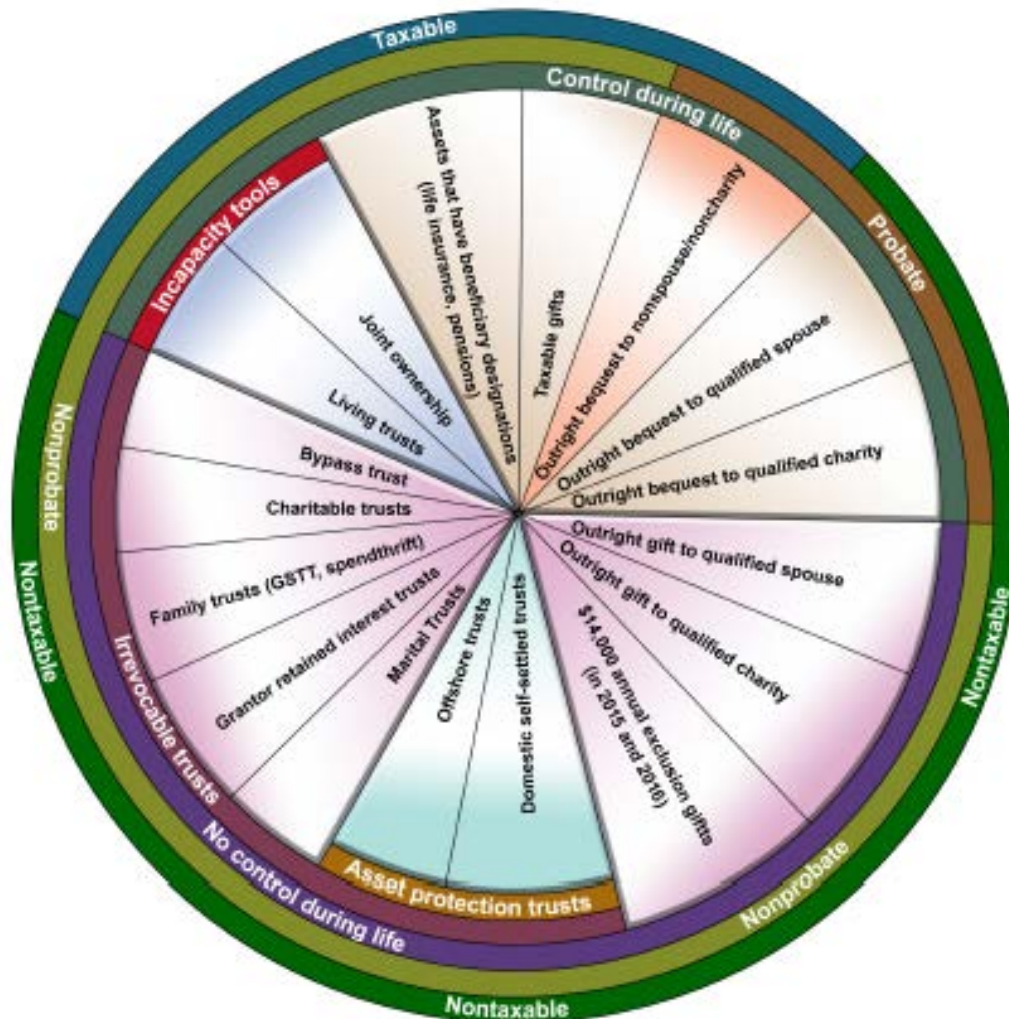 Taxable
Control during life
Probate
Incapacity tools
Nonprobate
Nontaxable
Irrevocable trusts
No control during life
Asset protection trusts
Nontaxable
Nonprobate
Nontaxable
Assets that have beneficiary designations
(life insurance, pensions)
Taxable gifts
Outright bequest to nonspouse/noncharity
Outright bequest to qualified spouse
Outright bequest to qualified charity
Outright gift to qualified spouse
Outright gift to qualified charity
$14,000 annual exclusion giftts
(in 2015 and 2016)
Domestic self-settled trusts
Offshore trusts
Marital Trusts
Grantor retained interest trusts
Family trusts (GSTT, spendthrift)
Charitable trusts
Bypass trust
Living trusts
Joint ownership